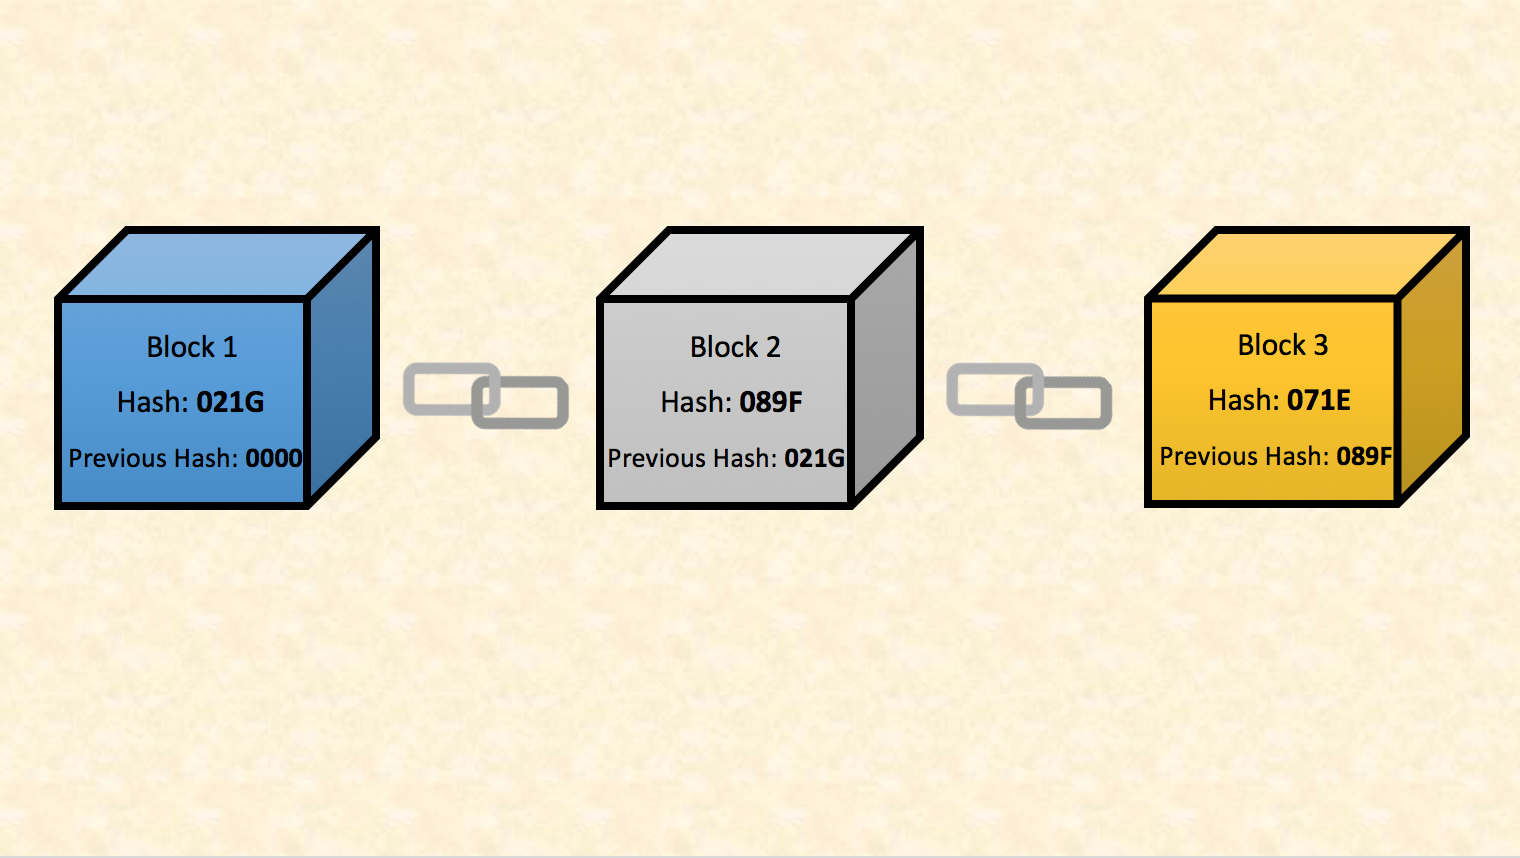 Block 1
Hash: 021G
Previous Hash: 0000
Block 2
Hash: 089F
Previous Hash: 021G
Block 3
Hash: 071E
Previous Hash: 089F